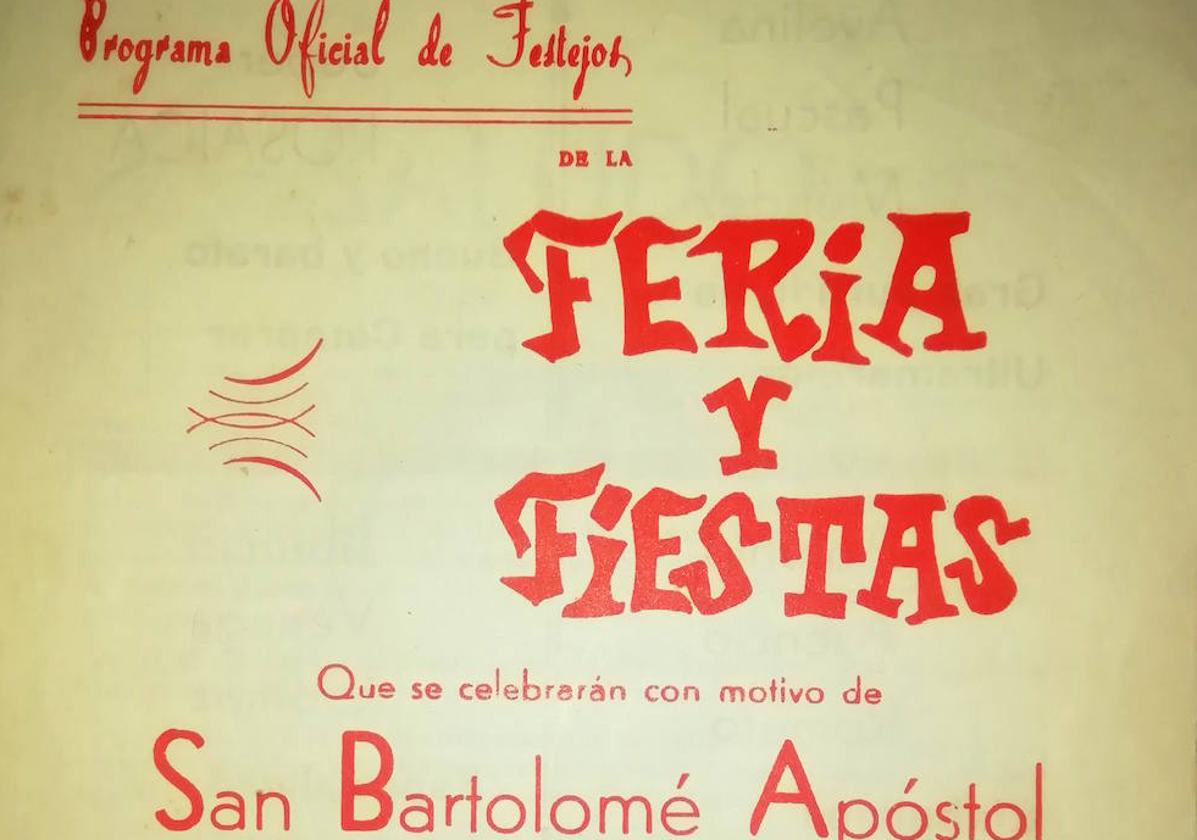 Programa Oficial de Festejos
DE LA
FERiA
Y
FiESTAS
Que se celebrarán con motivo de
San Bartolomé Apóstol